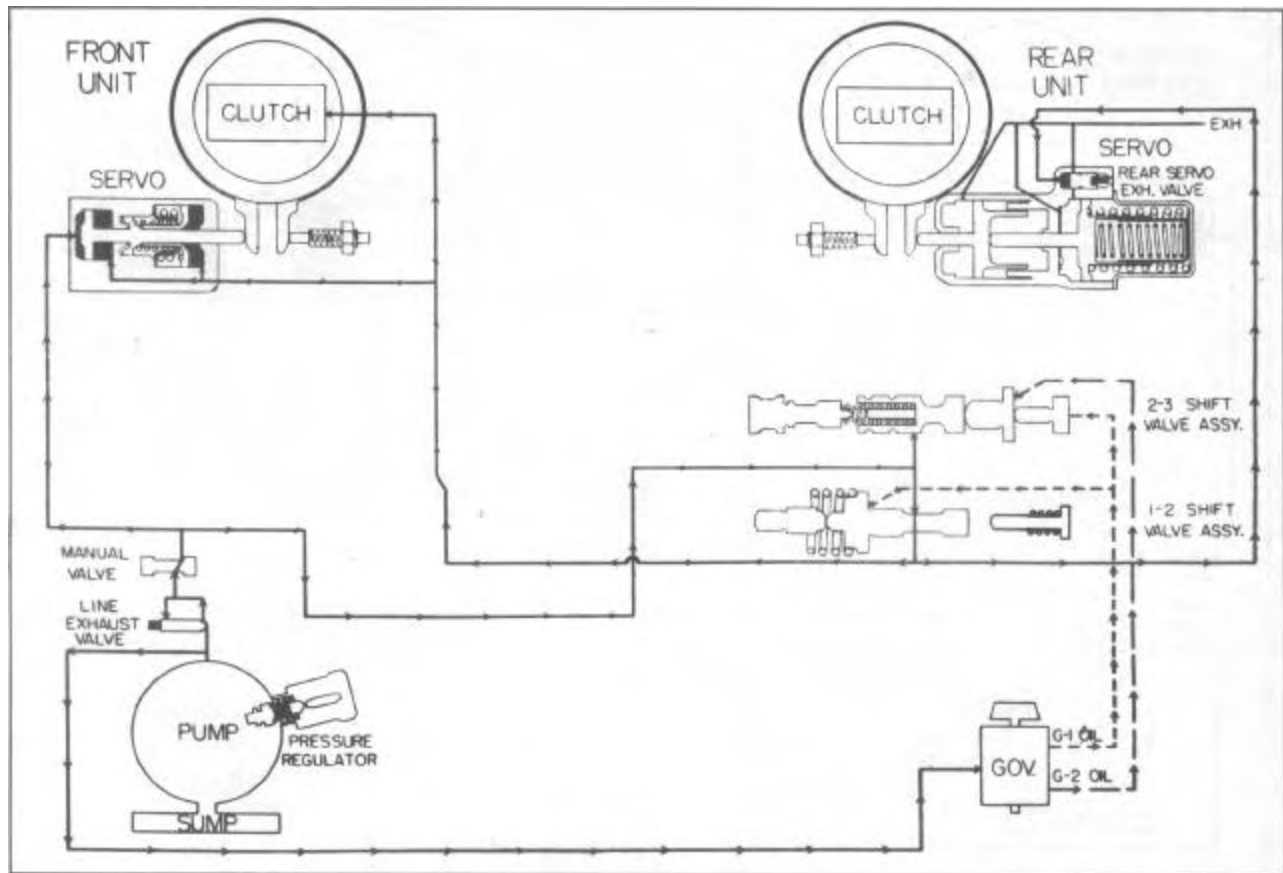 FRONT
UNIT
CLUTCH
SERVO
REAR
UNIT
CLUTCH
EXH.
SERVO
REAR SERVO
EXH. VALVE
2-3 SHIFT
VALVE ASSY.
1-2 SHIFT
VALVE ASSY.
MANUAL
VALVE
LINE
EXHAUST
VALVE
PUMP
PRESSURE
REGULATOR
SUMP
GOV.
G-1 OIL
G-2 OIL